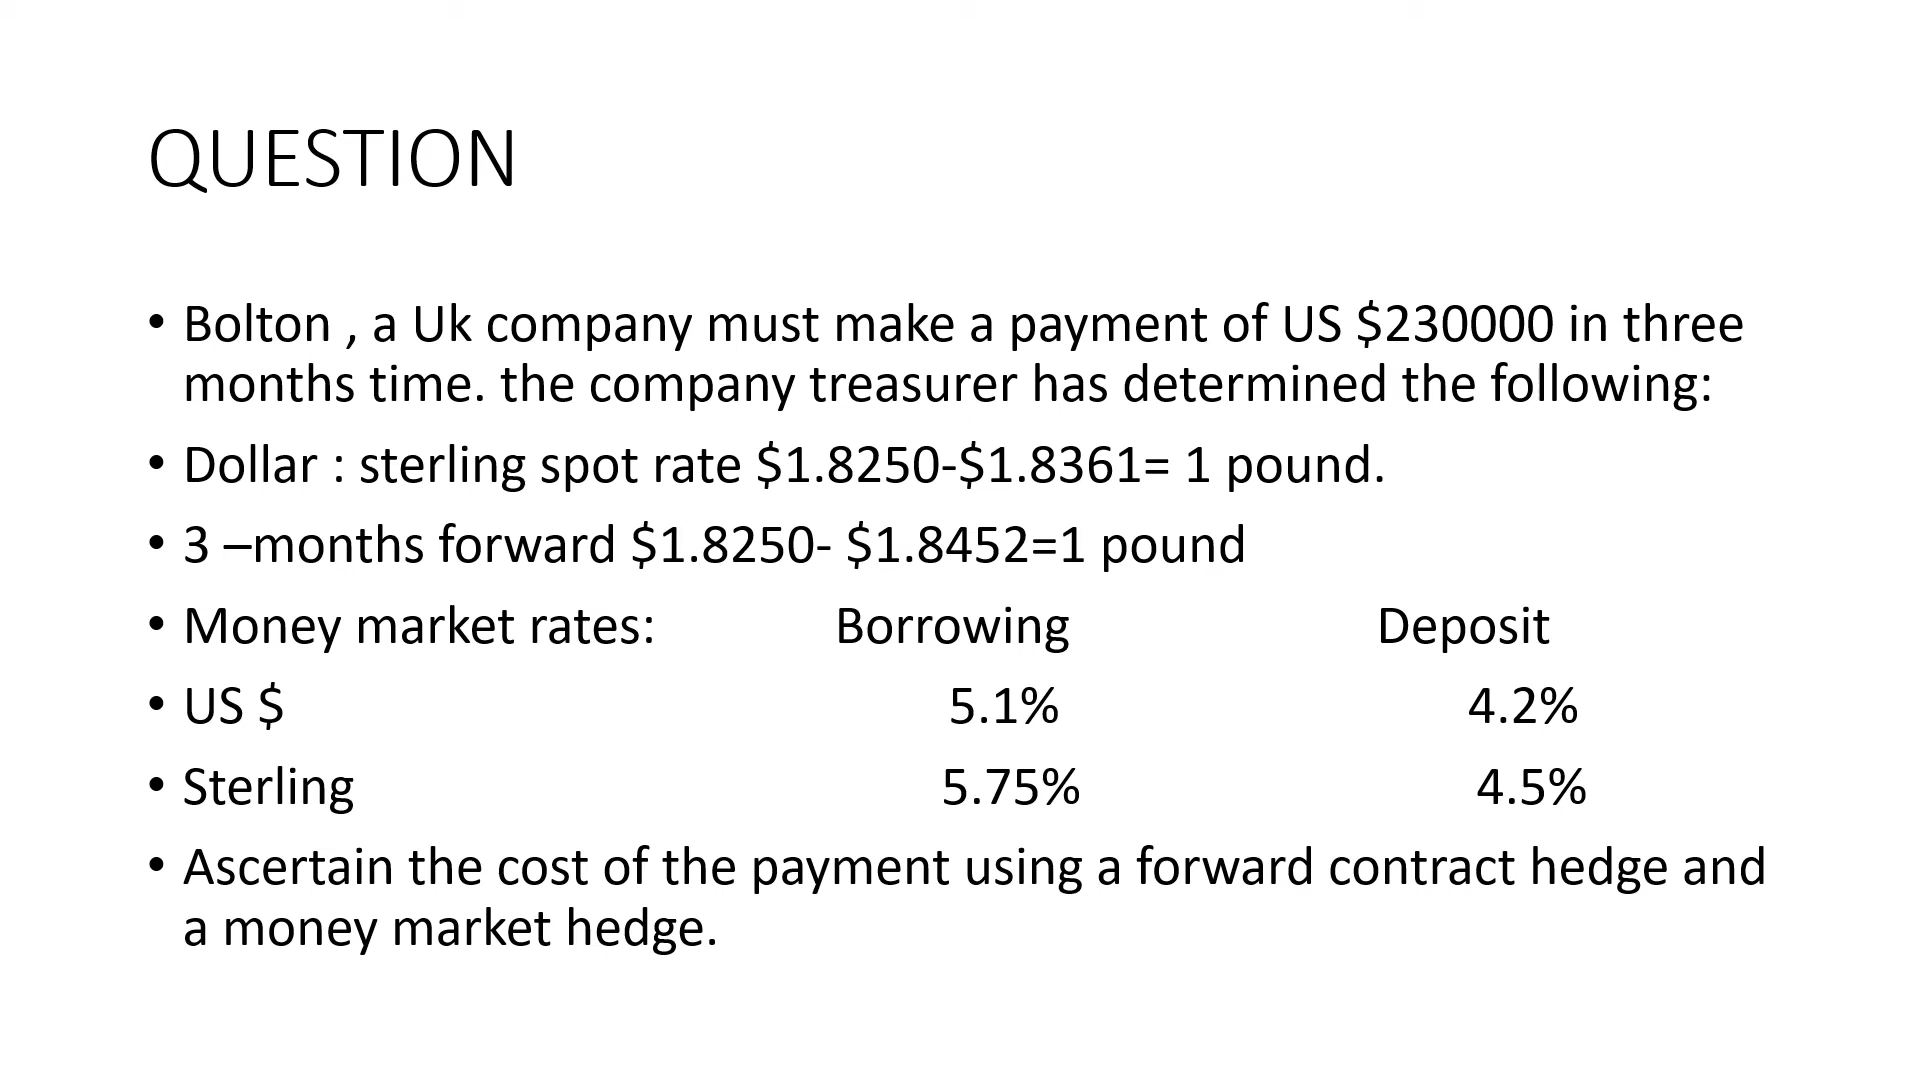 QUESTION
• Bolton , a Uk company must make a payment of US $230000 in three
months time. the company treasurer has determined the following:
• Dollar : sterling spot rate $1.8250-$1.8361= 1 pound.
• 3 –months forward $1.8250- $1.8452=1 pound
• Money market rates: Borrowing Deposit
• US $ 5.1% 4.2%
• Sterling 5.75% 4.5%
• Ascertain the cost of the payment using a forward contract hedge and
a money market hedge.